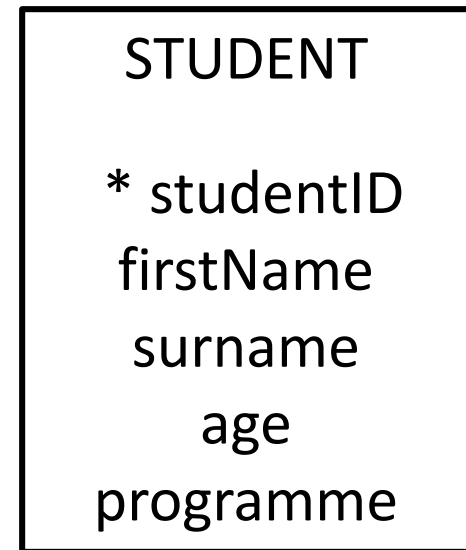 STUDENT
* studentID
firstName
surname
age
programme